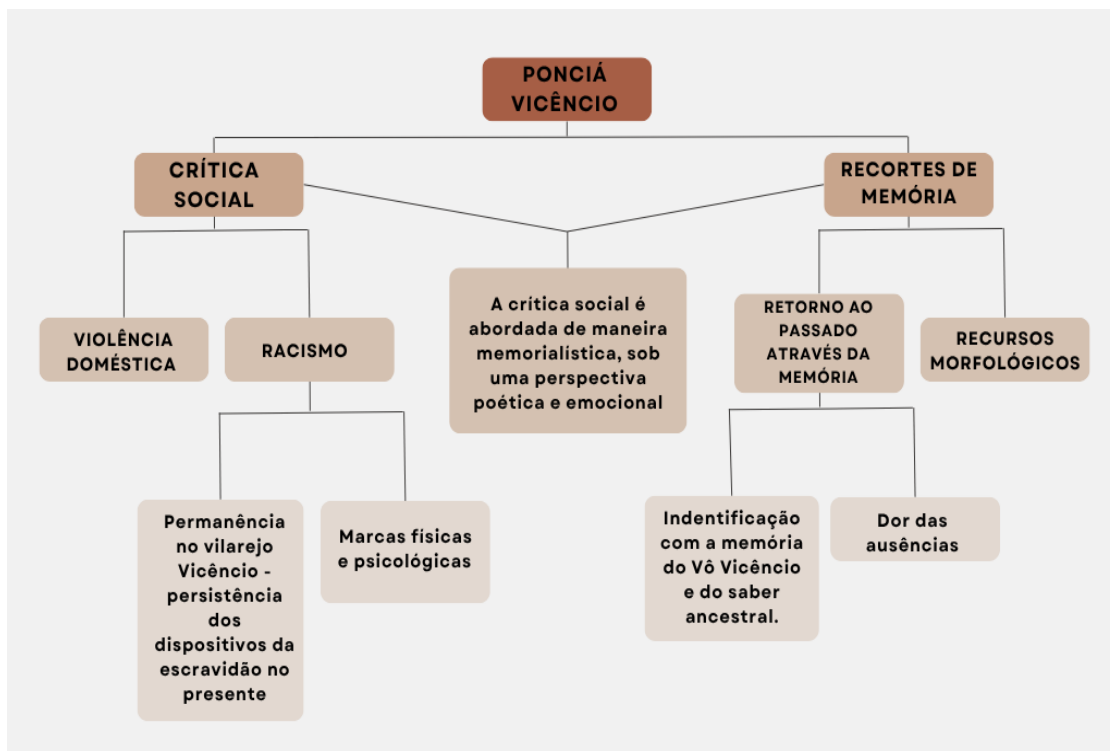 PONCIÁ
VICÊNCIO
CRÍTICA
SOCIAL
RECORTES DE
MEMÓRIA
A crítica social é
abordada de maneira
memorialística, sob
uma perspectiva
poética e emocional
VIOLÊNCIA
DOMÉSTICA
RACISMO
RETORNO AO
PASSADO
ATRAVÉS DA
MEMÓRIA
RECURSOS
MORFOLÓGICOS
Permanência
no vilarejo
Vicêncio -
persistência
dos
dispositivos da
escravidão no
presente
Marcas físicas
e psicológicas
Indentificação
com a memória
do Vô Vicêncio
e do saber
ancestral.
Dor das
ausências